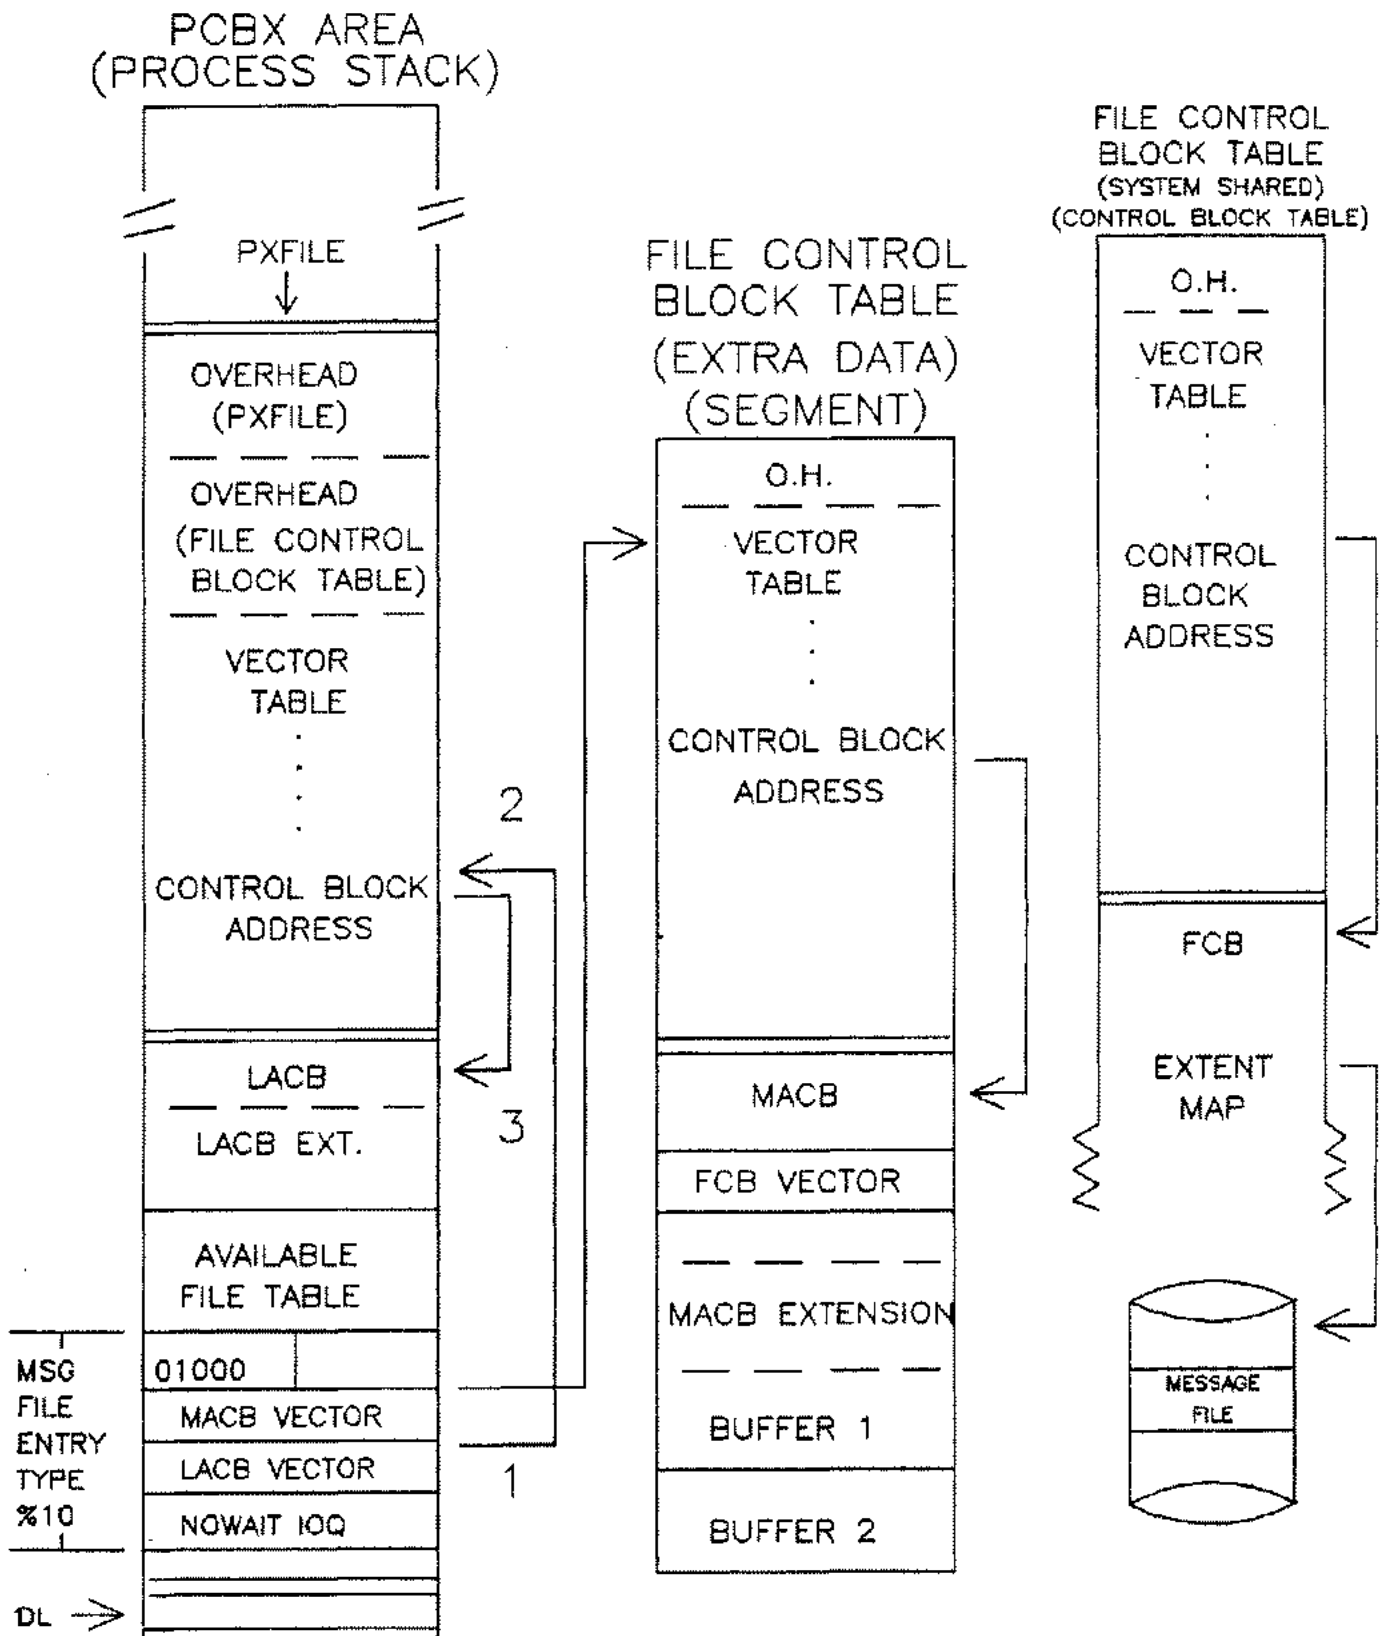 PCBX AREA
(PROCESS STACK)
PXFILE
OVERHEAD
(PXFILE)
OVERHEAD
(FILE CONTROL
BLOCK TABLE)
VECTOR
TABLE
CONTROL BLOCK
ADDRESS
LACB
LACB EXT.
AVAILABLE
FILE TABLE
01000
MACB VECTOR
LACB VECTOR
NOWAIT IOQ
MSG
FILE
ENTRY
TYPE
%10
DL
2
3
1
FILE CONTROL
BLOCK TABLE
(EXTRA DATA)
(SEGMENT)
O.H.
VECTOR
TABLE
CONTROL BLOCK
ADDRESS
MACB
FCB VECTOR
MACB EXTENSION
BUFFER 1
BUFFER 2
FILE CONTROL
BLOCK TABLE
(SYSTEM SHARED)
(CONTROL BLOCK TABLE)
O.H.
VECTOR
TABLE
CONTROL
BLOCK
ADDRESS
FCB
EXTENT
MAP
MESSAGE
FILE